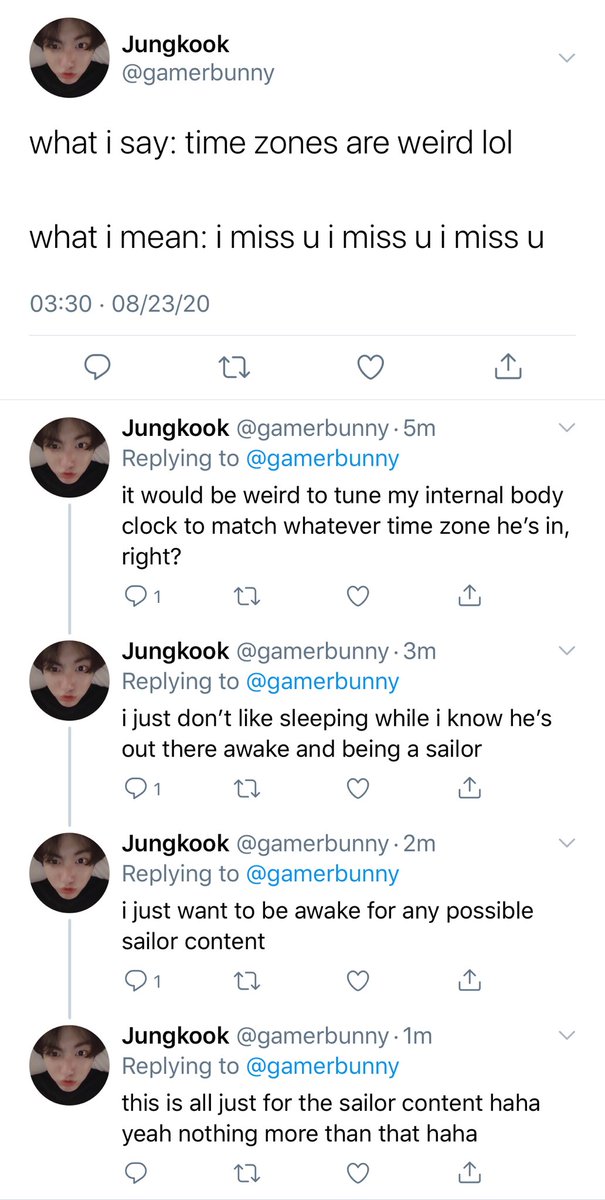 Jungkook
@gamerbunny
what i say: time zones are weird lol
what i mean: i miss u i miss u i miss u
03:30 · 08/23/20
Jungkook @gamerbunny · 5m
Replying to @gamerbunny
it would be weird to tune my internal body
clock to match whatever time zone he’s in,
right?
1
Jungkook @gamerbunny · 3m
Replying to @gamerbunny
i just don’t like sleeping while i know he’s
out there awake and being a sailor
1
Jungkook @gamerbunny · 2m
Replying to @gamerbunny
i just want to be awake for any possible
sailor content
1
Jungkook @gamerbunny · 1m
Replying to @gamerbunny
this is all just for the sailor content haha
yeah nothing more than that haha